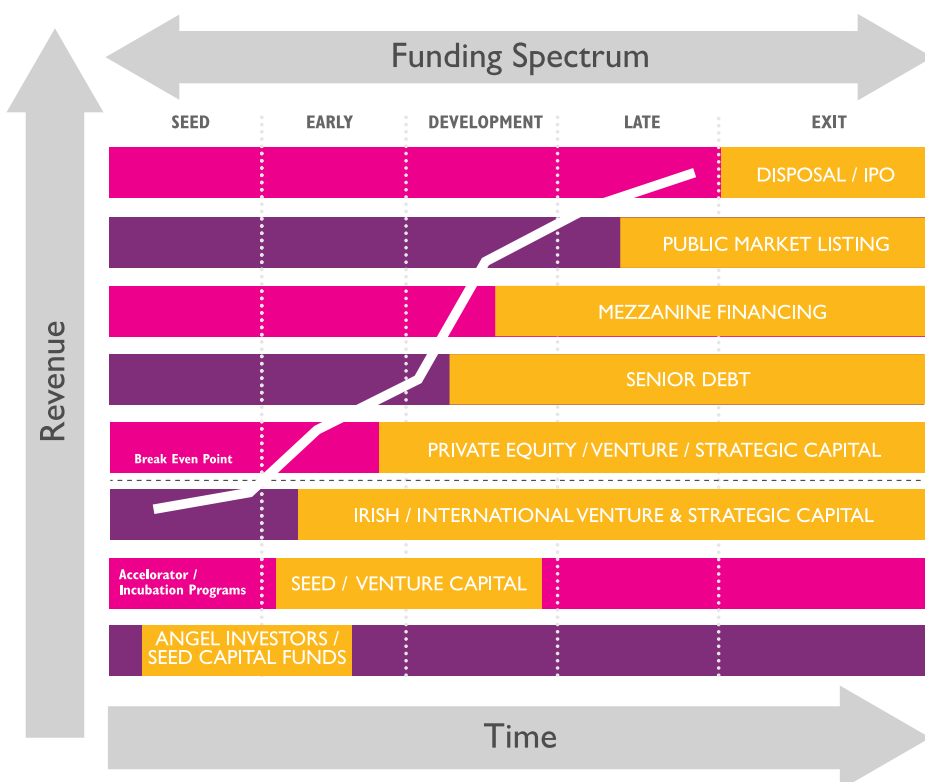 Funding Spectrum
SEED EARLY DEVELOPMENT LATE EXIT
DISPOSAL / IPO
PUBLIC MARKET LISTING
MEZZANINE FINANCING
SENIOR DEBT
Break Even Point
PRIVATE EQUITY / VENTURE / STRATEGIC CAPITAL
IRISH / INTERNATIONAL VENTURE & STRATEGIC CAPITAL
Accelorator /
Incubation Programs
SEED / VENTURE CAPITAL
ANGEL INVESTORS /
SEED CAPITAL FUNDS
Revenue
Time